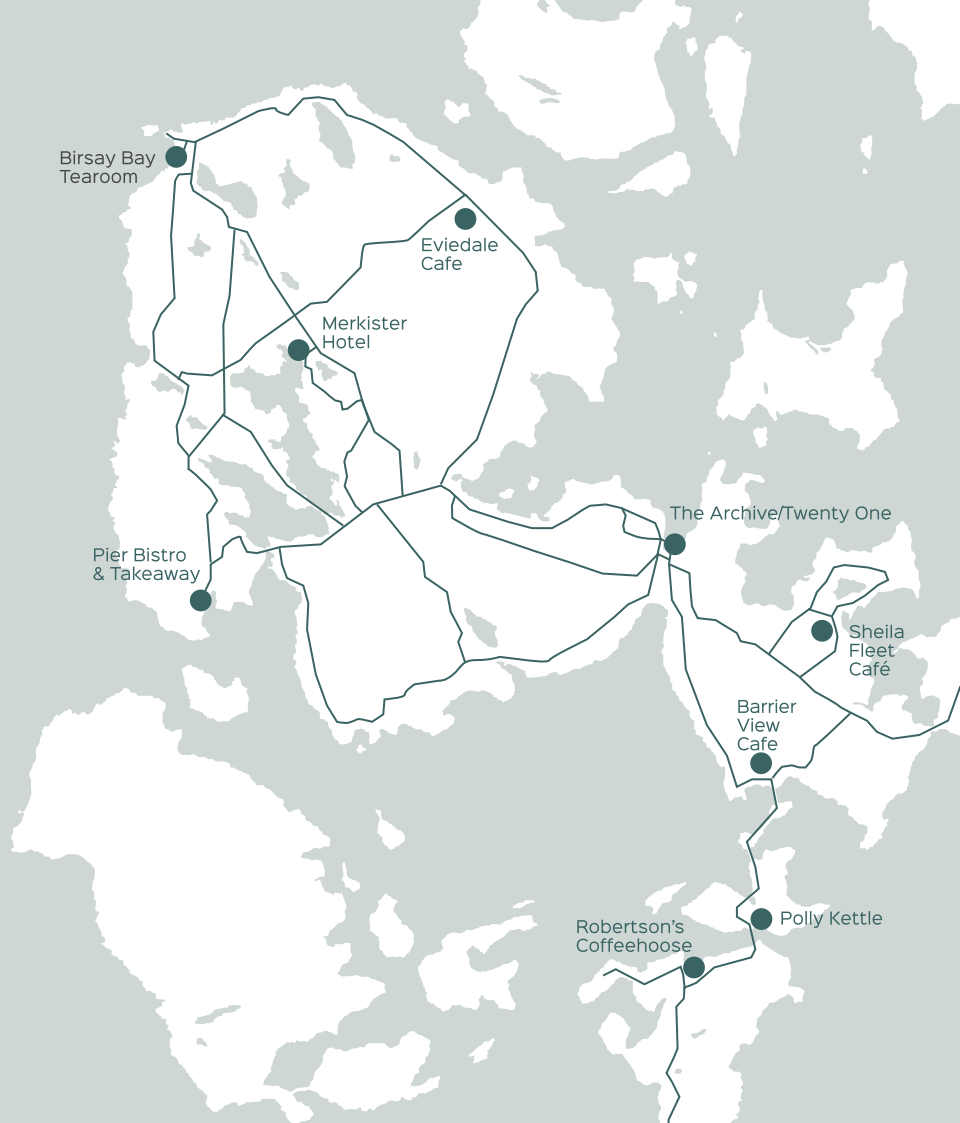 Birsay Bay
Tearoom
Eviedale
Cafe
Merkister
Hotel
The Archive/Twenty One
Pier Bistro
& Takeaway
Sheila
Fleet
Café
Barrier
View
Cafe
Polly Kettle
Robertson's
Coffeehoose